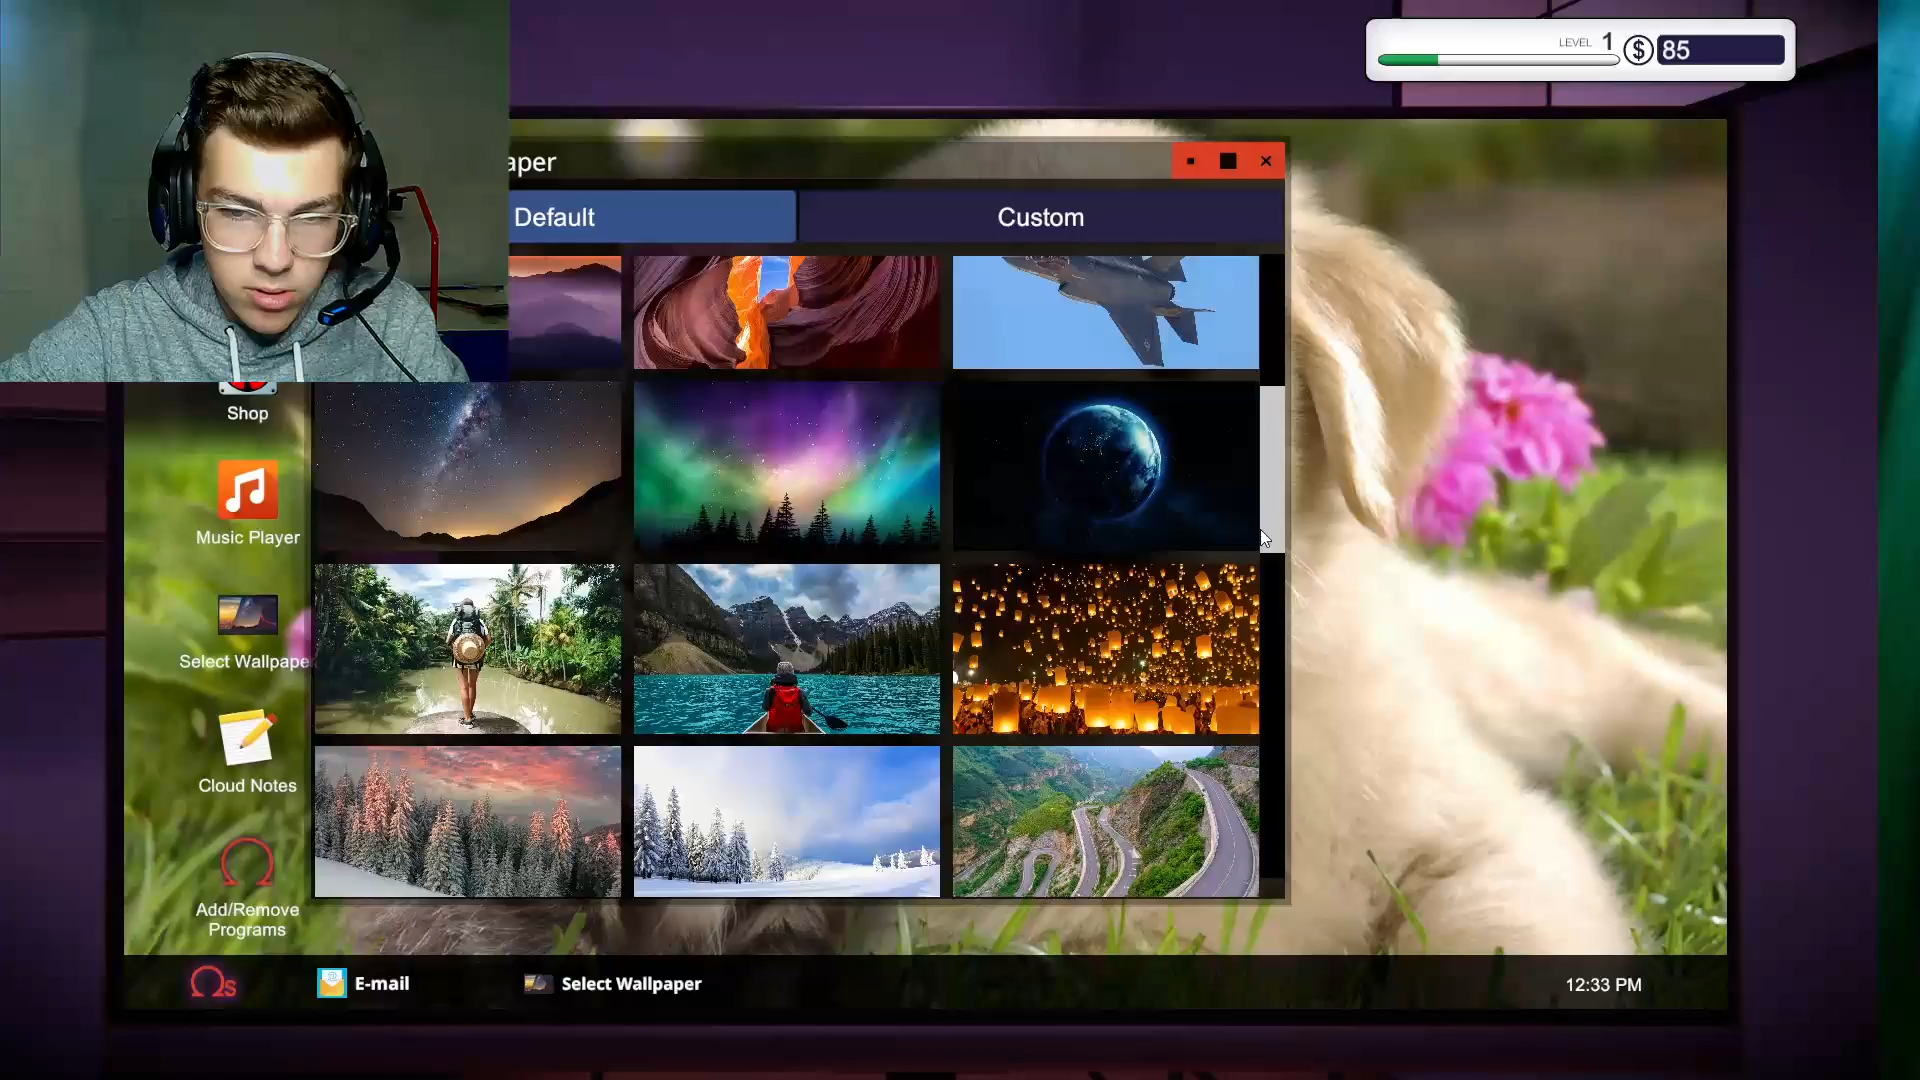 LEVEL 1
$ 85
aper
Default
Custom
Shop
Music Player
Select Wallpape
Cloud Notes
Add/Remove
Programs
Ωs
E-mail
Select Wallpaper
12:33 PM